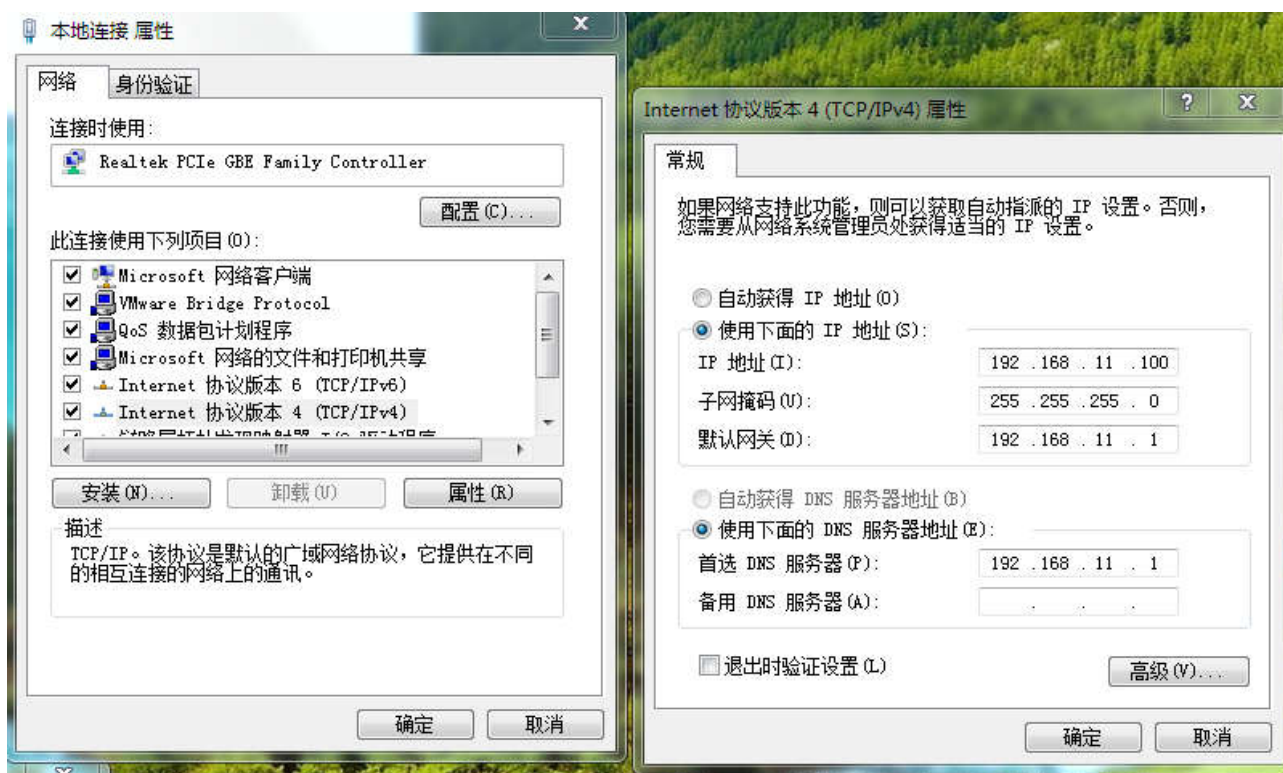 本地连接 属性
网络
身份验证
连接时使用:
Realtek PCIe GBE Family Controller
配置(C)...
此连接使用下列项目(O):
Microsoft 网络客户端
VMware Bridge Protocol
QoS 数据包计划程序
Microsoft 网络的文件和打印机共享
Internet 协议版本 6 (TCP/IPv6)
Internet 协议版本 4 (TCP/IPv4)
安装(N)...
卸载(U)
属性(R)
描述
TCP/IP。该协议是默认的广域网络协议，它提供在不同
的相互连接的网络上的通讯。
确定
取消
Internet 协议版本 4 (TCP/IPv4) 属性
常规
如果网络支持此功能，则可以获取自动指派的 IP 设置。否则，
您需要从网络系统管理员处获得适当的 IP 设置。
自动获得 IP 地址(O)
使用下面的 IP 地址(S):
IP 地址(I): 192 .168 . 11 .100
子网掩码(U): 255 .255 .255 . 0
默认网关(D): 192 .168 . 11 . 1
自动获得 DNS 服务器地址(B)
使用下面的 DNS 服务器地址(E):
首选 DNS 服务器(P): 192 .168 . 11 . 1
备用 DNS 服务器(A): . . .
退出时验证设置(L)
高级(V)...
确定
取消